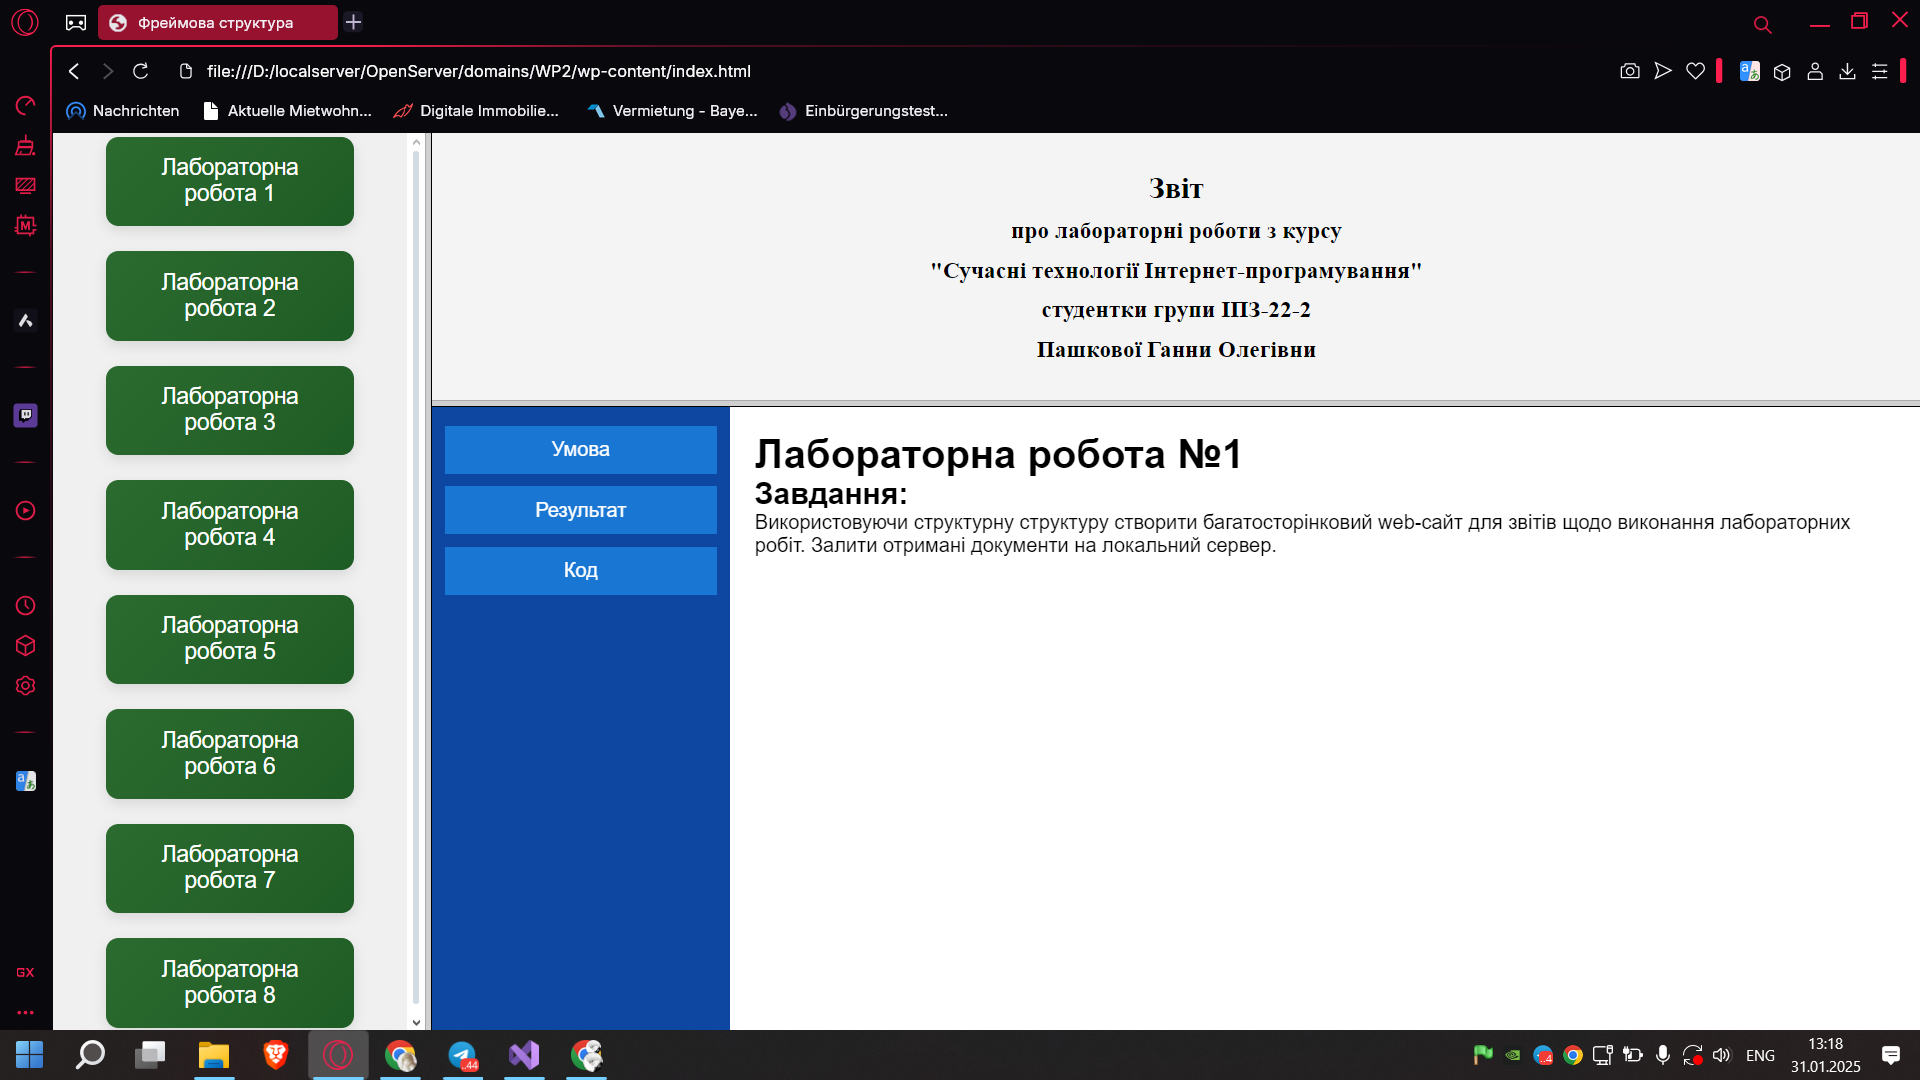 Фреймова структура
file:///D:/localserver/OpenServer/domains/WP2/wp-content/index.html
Nachrichten
Aktuelle Mietwohn...
Digitale Immobilie...
Vermietung - Baye...
Einbürgerungstest...
Лабораторна
робота 1
Лабораторна
робота 2
Лабораторна
робота 3
Лабораторна
робота 4
Лабораторна
робота 5
Лабораторна
робота 6
Лабораторна
робота 7
Лабораторна
робота 8
Звіт
про лабораторні роботи з курсу
"Сучасні технології Інтернет-програмування"
студентки групи ІПЗ-22-2
Пашкової Ганни Олегівни
Умова
Результат
Код
Лабораторна робота №1
Завдання:
Використовуючи структурну структуру створити багатосторінковий web-сайт для звітів щодо виконання лабораторних
робіт. Залити отримані документи на локальний сервер.
GX
ENG
13:18
31.01.2025